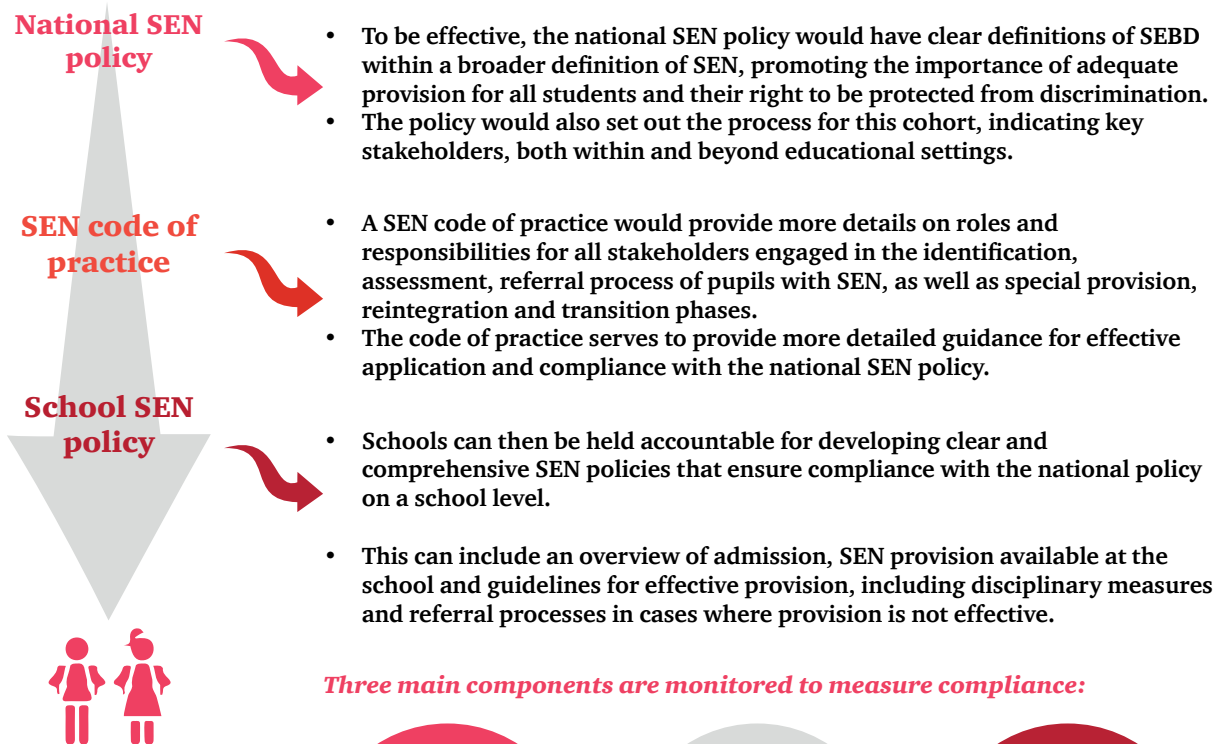 National SEN
policy
• To be effective, the national SEN policy would have clear definitions of SEBD
within a broader definition of SEN, promoting the importance of adequate
provision for all students and their right to be protected from discrimination.
• The policy would also set out the process for this cohort, indicating key
stakeholders, both within and beyond educational settings.
SEN code of
practice
• A SEN code of practice would provide more details on roles and
responsibilities for all stakeholders engaged in the identification,
assessment, referral process of pupils with SEN, as well as special provision,
reintegration and transition phases.
• The code of practice serves to provide more detailed guidance for effective
application and compliance with the national SEN policy.
School SEN
policy
• Schools can then be held accountable for developing clear and
comprehensive SEN policies that ensure compliance with the national policy
on a school level.
• This can include an overview of admission, SEN provision available at the
school and guidelines for effective provision, including disciplinary measures
and referral processes in cases where provision is not effective.
Three main components are monitored to measure compliance: